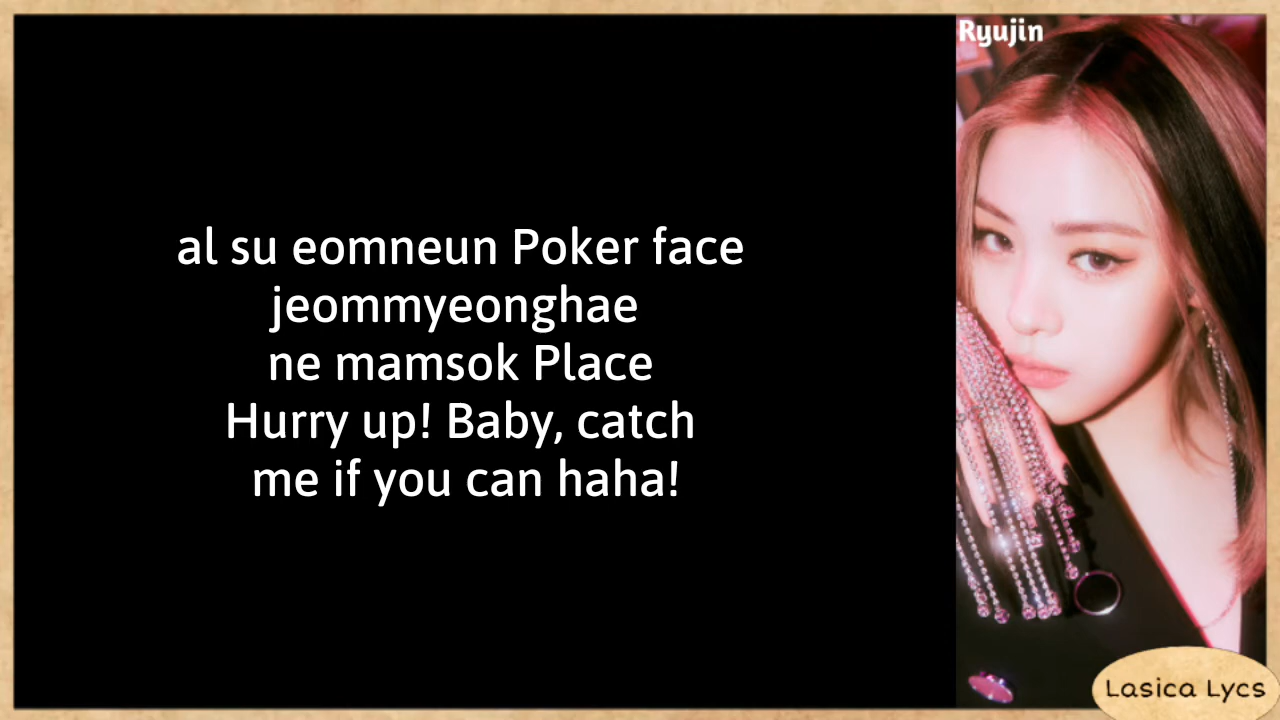 Ryujin
al su eomneun Poker face
jeommyeonghae
ne mamsok Place
Hurry up! Baby, catch
me if you can haha!
Lasica Lycs